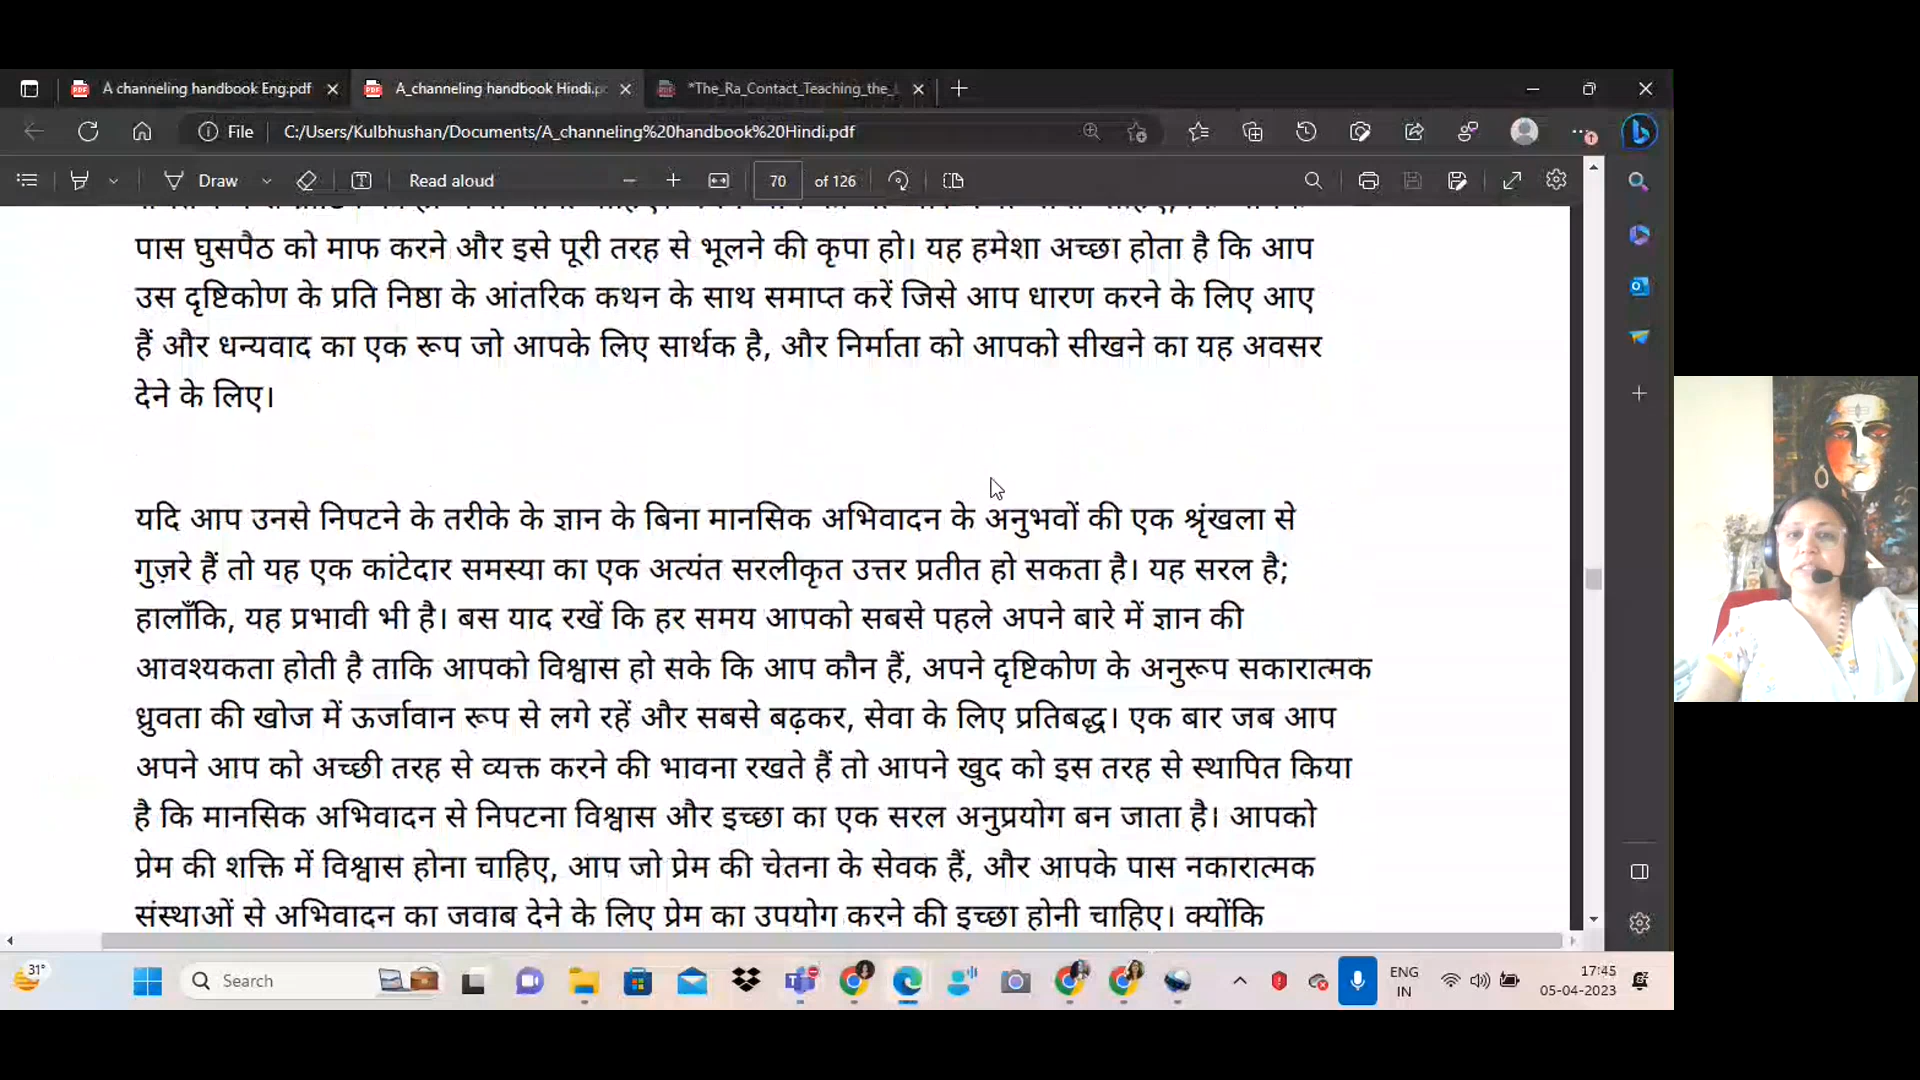 A channeling handbook Eng.pdf
A_channeling handbook Hindi.p
*The_Ra_Contact_Teaching_the_
File
C:/Users/Kulbhushan/Documents/A_channeling%20handbook%20Hindi.pdf
Draw
Read aloud
70
of 126
पास घुसपैठ को माफ करने और इसे पूरी तरह से भूलने की कृपा हो। यह हमेशा अच्छा होता है कि आप
उस दृष्टिकोण के प्रति निष्ठा के आंतरिक कथन के साथ समाप्त करें जिसे आप धारण करने के लिए आए
हैं और धन्यवाद का एक रूप जो आपके लिए सार्थक है, और निर्माता को आपको सीखने का यह अवसर
देने के लिए।
यदि आप उनसे निपटने के तरीके के ज्ञान के बिना मानसिक अभिवादन के अनुभवों की एक श्रृंखला से
गुज़रे हैं तो यह एक कांटेदार समस्या का एक अत्यंत सरलीकृत उत्तर प्रतीत हो सकता है। यह सरल है;
हालाँकि, यह प्रभावी भी है। बस याद रखें कि हर समय आपको सबसे पहले अपने बारे में ज्ञान की
आवश्यकता होती है ताकि आपको विश्वास हो सके कि आप कौन हैं, अपने दृष्टिकोण के अनुरूप सकारात्मक
ध्रुवता की खोज में ऊर्जावान रूप से लगे रहें और सबसे बढ़कर, सेवा के लिए प्रतिबद्ध। एक बार जब आप
अपने आप को अच्छी तरह से व्यक्त करने की भावना रखते हैं तो आपने खुद को इस तरह से स्थापित किया
है कि मानसिक अभिवादन से निपटना विश्वास और इच्छा का एक सरल अनुप्रयोग बन जाता है। आपको
प्रेम की शक्ति में विश्वास होना चाहिए, आप जो प्रेम की चेतना के सेवक हैं, और आपके पास नकारात्मक
संस्थाओं से अभिवादन का जवाब देने के लिए प्रेम का उपयोग करने की इच्छा होनी चाहिए। क्योंकि
31°
Search
ENG
IN
17:45
05-04-2023